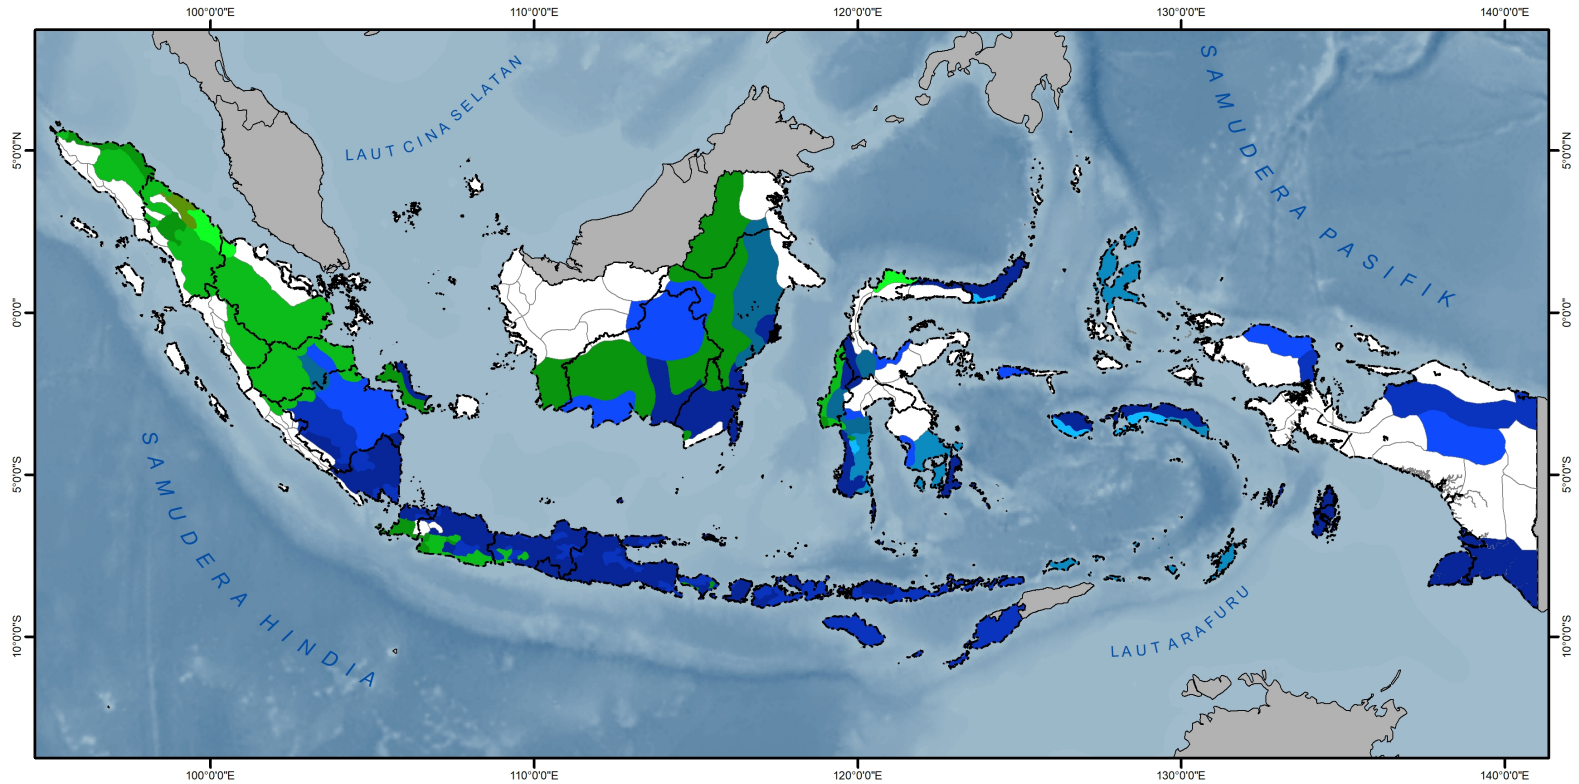 100°0'0"E
110°0'0"E
120°0'0"E
130°0'0"E
140°0'0"E
5°0'0"N
0°0'0"
5°0'0"S
10°0'0"S
LAUT CINA SELATAN
SAMUDERA PASIFIK
SAMUDERA HINDIA
LAUT ARAFURU
5°0'0"N
0°0'0"
5°0'0"S
10°0'0"S
100°0'0"E
110°0'0"E
120°0'0"E
130°0'0"E
140°0'0"E